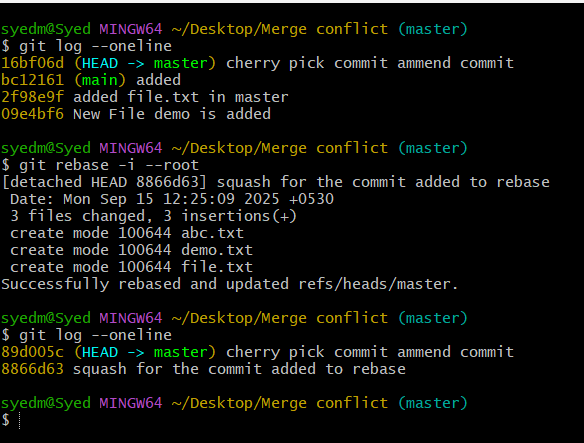 syedm@Syed MINGW64 ~/Desktop/Merge conflict (master)
$ git log --oneline
16bf06d (HEAD -> master) cherry pick commit ammend commit
bc12161 (main) added
2f98e9f added file.txt in master
09e4bf6 New File demo is added
syedm@Syed MINGW64 ~/Desktop/Merge conflict (master)
$ git rebase -i --root
[detached HEAD 8866d63] squash for the commit added to rebase
Date: Mon Sep 15 12:25:09 2025 +0530
3 files changed, 3 insertions(+)
create mode 100644 abc.txt
create mode 100644 demo.txt
create mode 100644 file.txt
Successfully rebased and updated refs/heads/master.
syedm@Syed MINGW64 ~/Desktop/Merge conflict (master)
$ git log --oneline
89d005c (HEAD -> master) cherry pick commit ammend commit
8866d63 squash for the commit added to rebase
syedm@Syed MINGW64 ~/Desktop/Merge conflict (master)
$